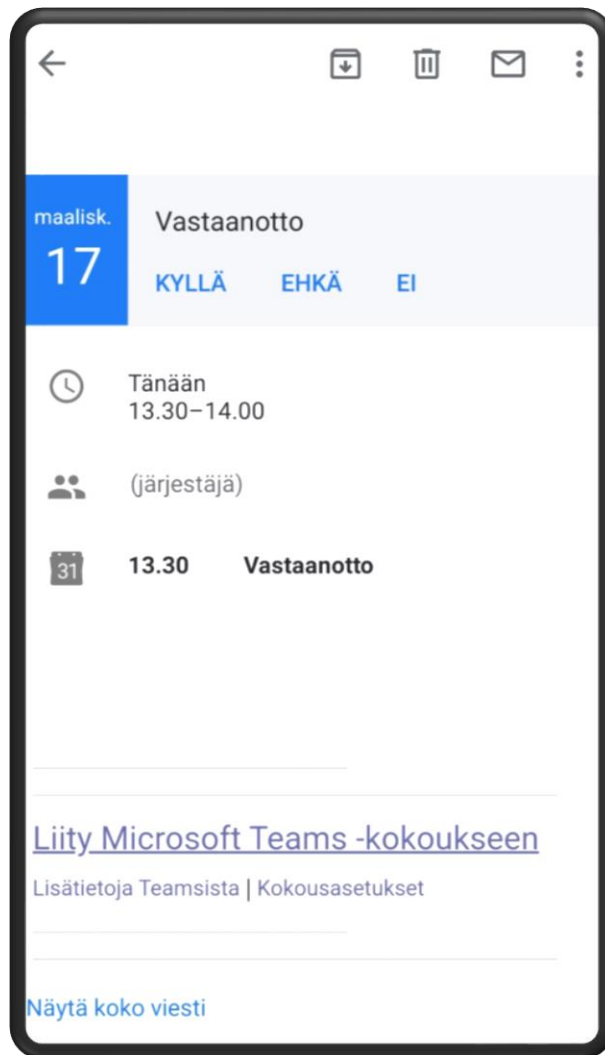 maalisk.
17
Vastaanotto
KYLLÄ EHKÄ EI
Tänään
13.30–14.00
(järjestäjä)
31
13.30 Vastaanotto
Liity Microsoft Teams -kokoukseen
Lisätietoja Teamsista | Kokousasetukset
Näytä koko viesti